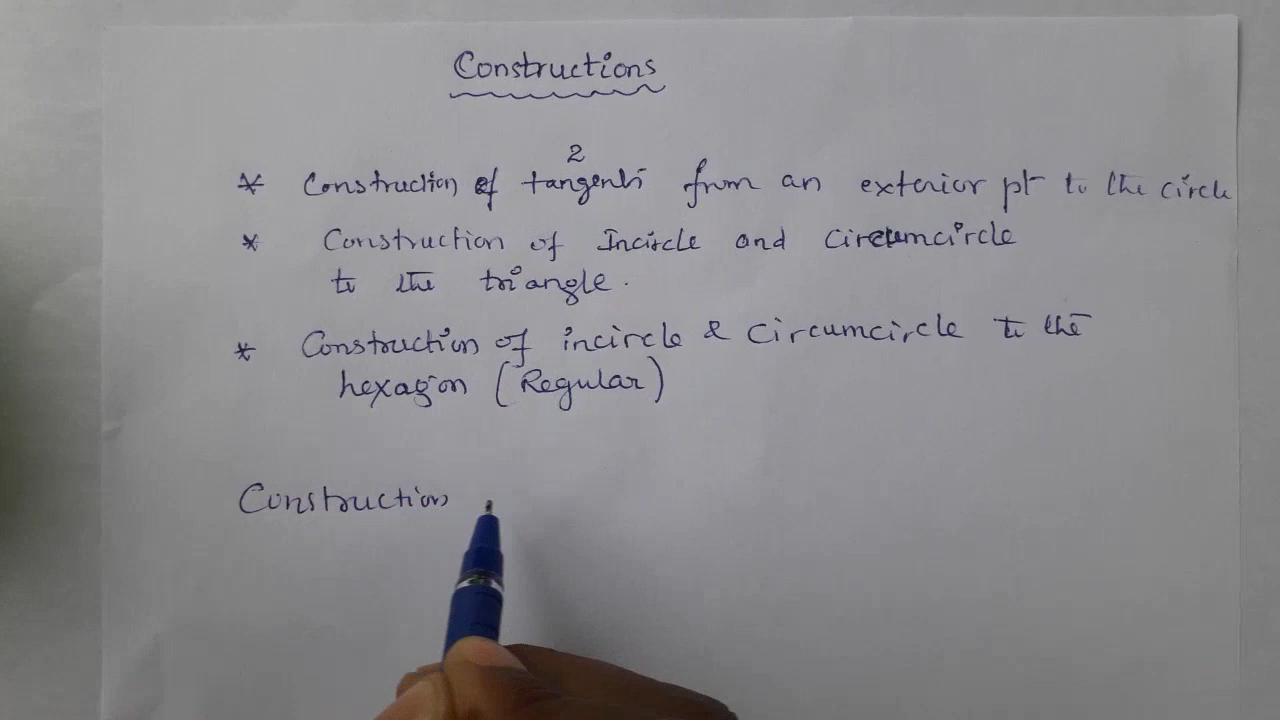 Constructions
* Construction of 2 tangents from an exterior pt to the circle
* Construction of Incircle and circumcircle
to the triangle.
* Construction of incircle & Circumcircle to the
hexagon (Regular)
Construction